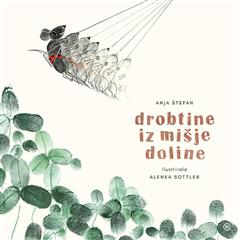 ANJA ŠTEFAN
drobtine
iz mišje
doline
Ilustrirala
ALENKA SOTTLER